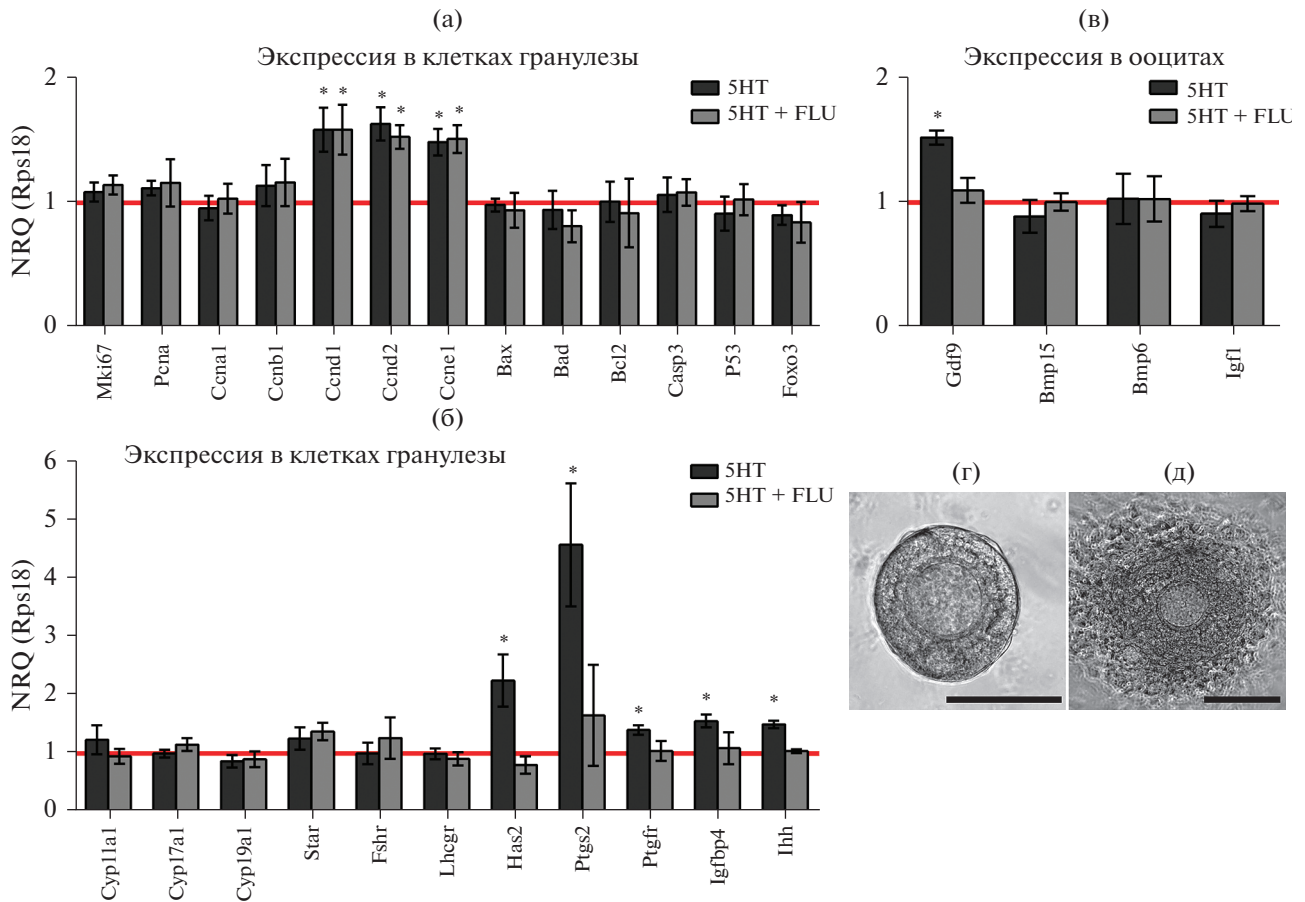 (а)
Экспрессия в клетках гранулезы
5HT
5HT + FLU
NRQ (Rps18)
2
1
0
* * * * * *
Mki67
Pcna
Ccna1
Ccnb1
Ccnd1
Ccnd2
Ccne1
Bax
Bad
Bcl2
Casp3
P53
Foxo3
(в)
Экспрессия в ооцитах
5HT
5HT + FLU
2
1
0
*
Gdf9
Bmp15
Bmp6
Igf1
(б)
Экспрессия в клетках гранулезы
5HT
5HT + FLU
NRQ (Rps18)
6
5
4
3
2
1
0
* * * * *
Cyp11a1
Cyp17a1
Cyp19a1
Star
Fshr
Lhcgr
Has2
Ptgs2
Ptgfr
Igfbp4
Ihh
(г)
(д)